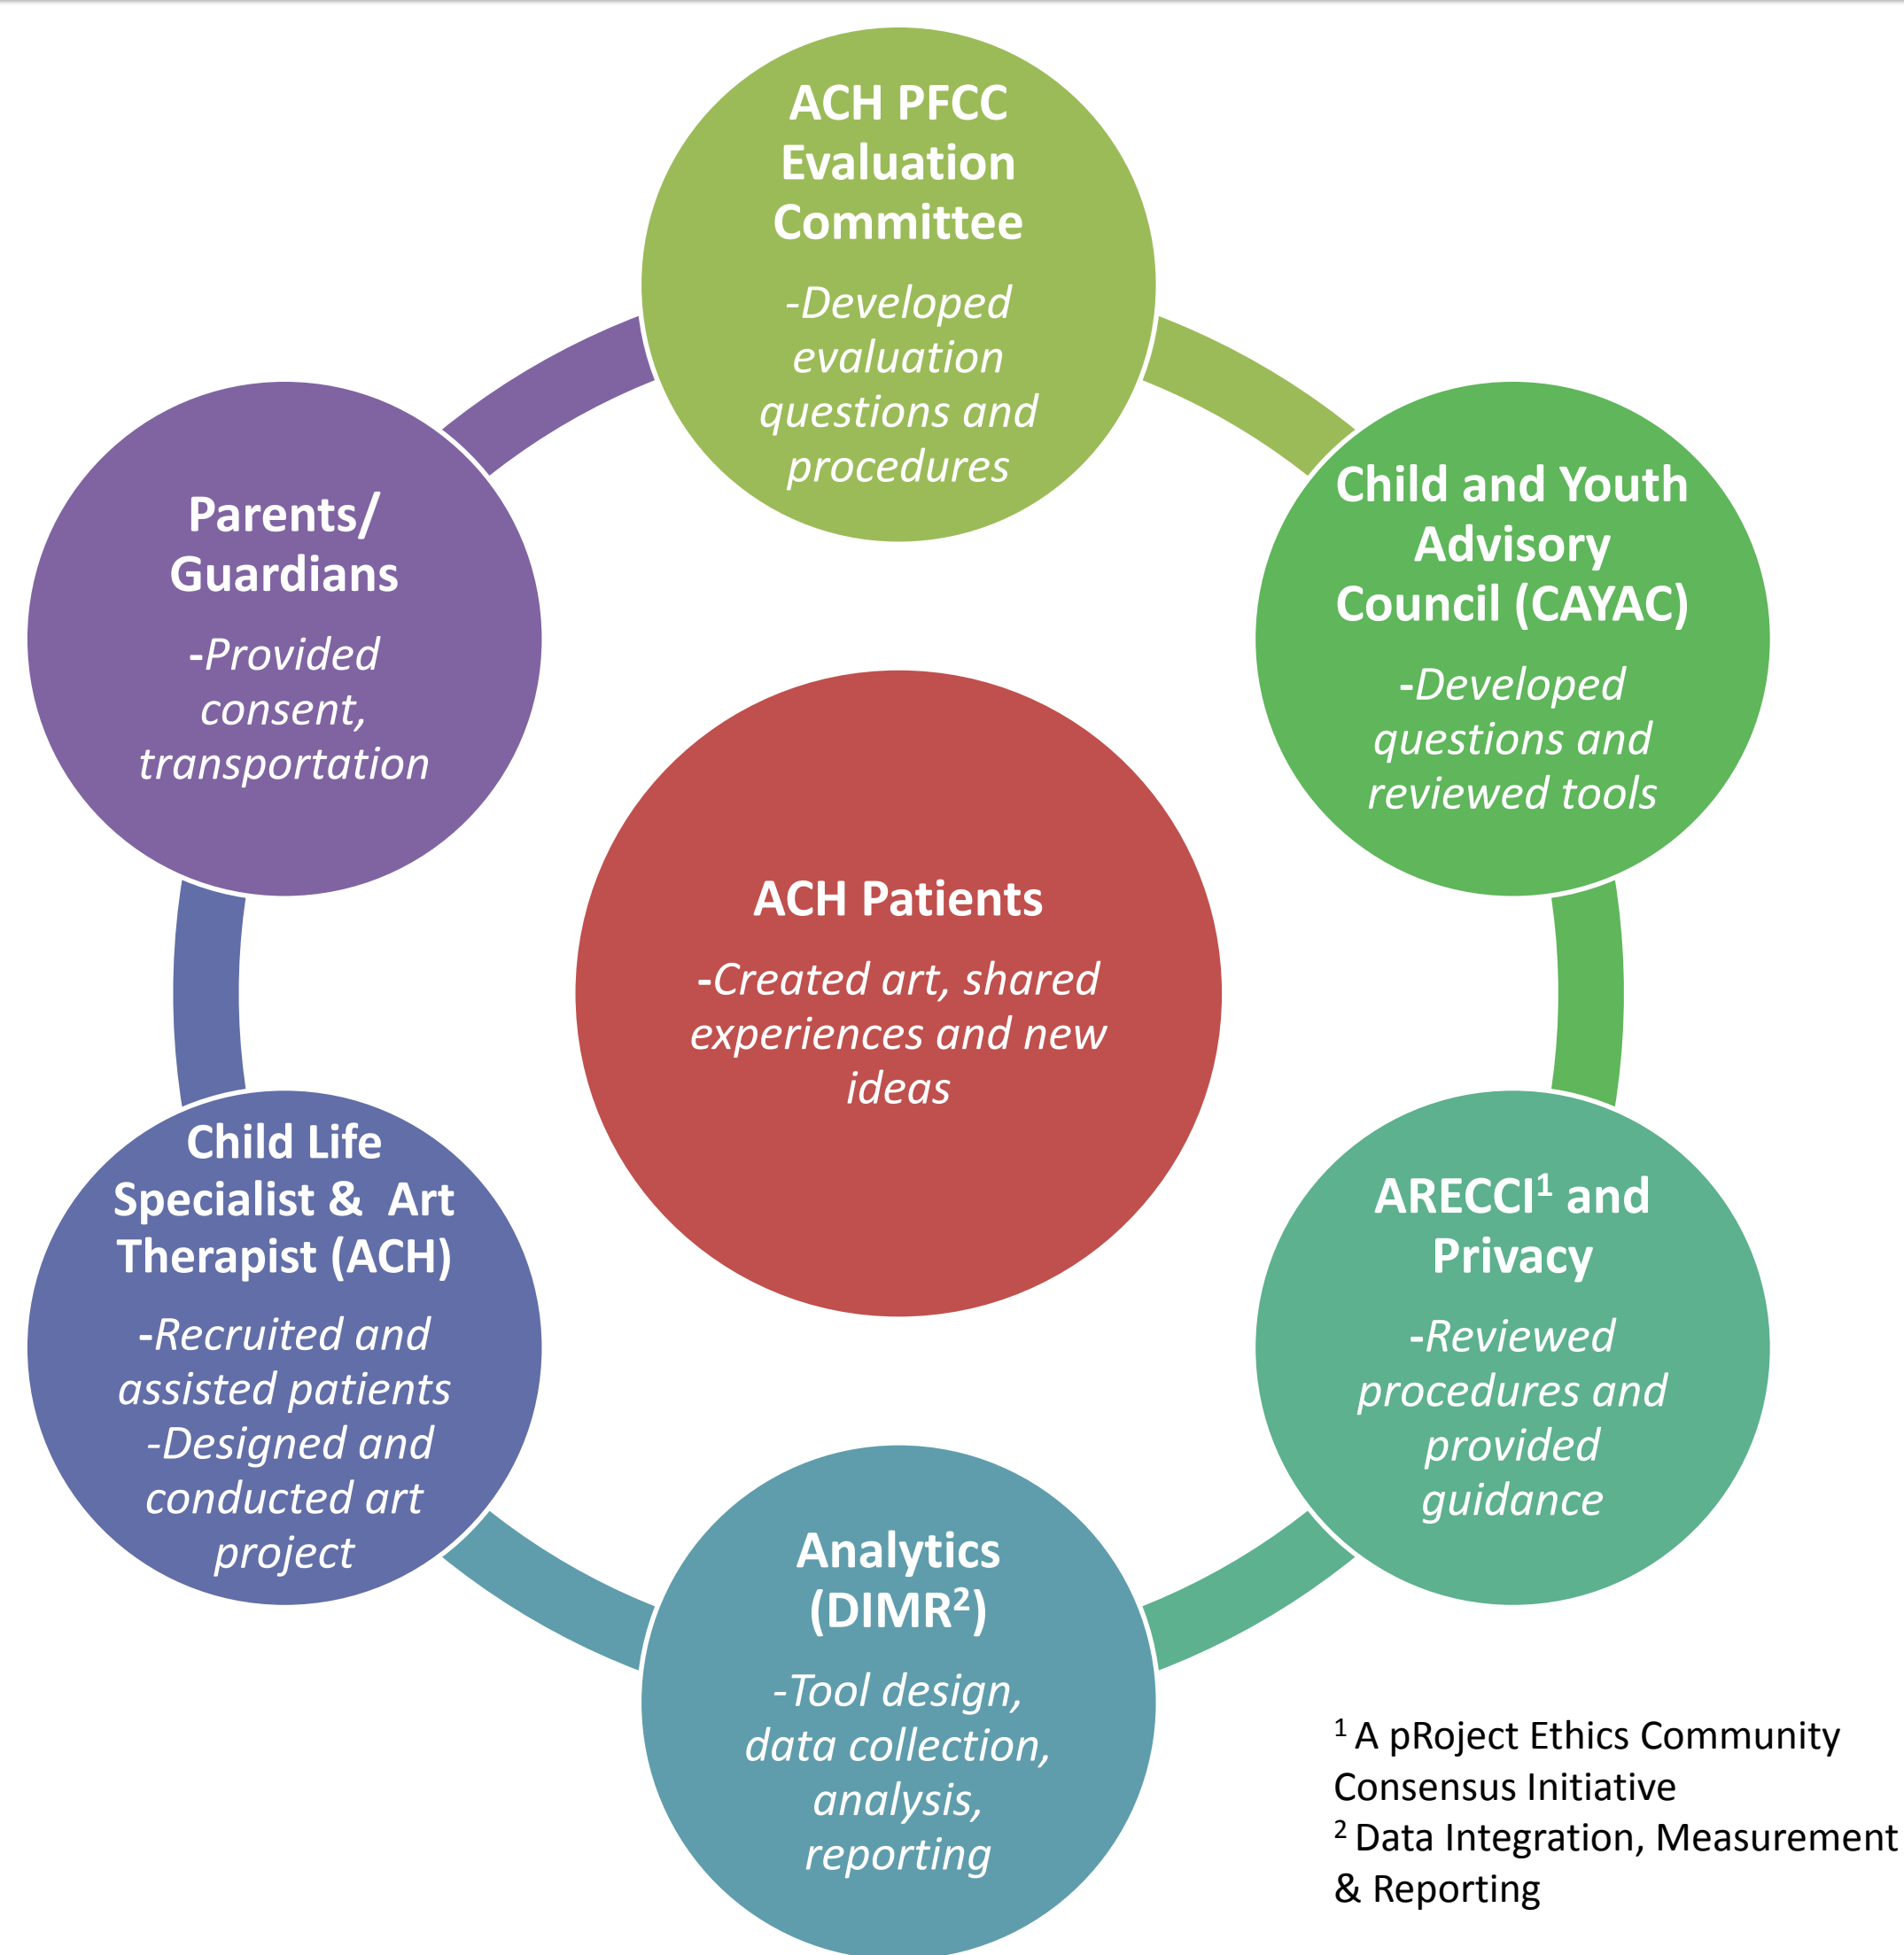 ACH PFCC
Evaluation
Committee
-Developed
evaluation
questions and
procedures
Child and Youth
Advisory
Council (CAYAC)
-Developed
questions and
reviewed tools
ARECCI¹ and
Privacy
-Reviewed
procedures and
provided
guidance
Analytics
(DIMR²)
-Tool design,
data collection,
analysis,
reporting
Child Life
Specialist & Art
Therapist (ACH)
-Recruited and
assisted patients
-Designed and
conducted art
project
Parents/
Guardians
-Provided
consent,
transportation
ACH Patients
-Created art, shared
experiences and new
ideas
¹ A pRoject Ethics Community
Consensus Initiative
² Data Integration, Measurement
& Reporting